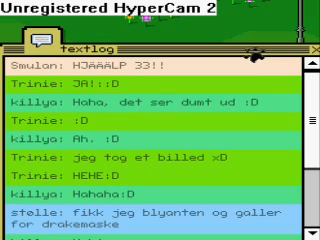 Unregistered HyperCam 2
textlog
Smulan: HJÄÄÄLP 33!!
Trinie: JA!::D
killya: Haha, det ser dumt ud :D
Trinie: :D
killya: Ah. :D
Trinie: jeg tog et billed xD
Trinie: HEHE:D
killya: Hahaha:D
stølle: fikk jeg blyanten og galler
for drakemaske